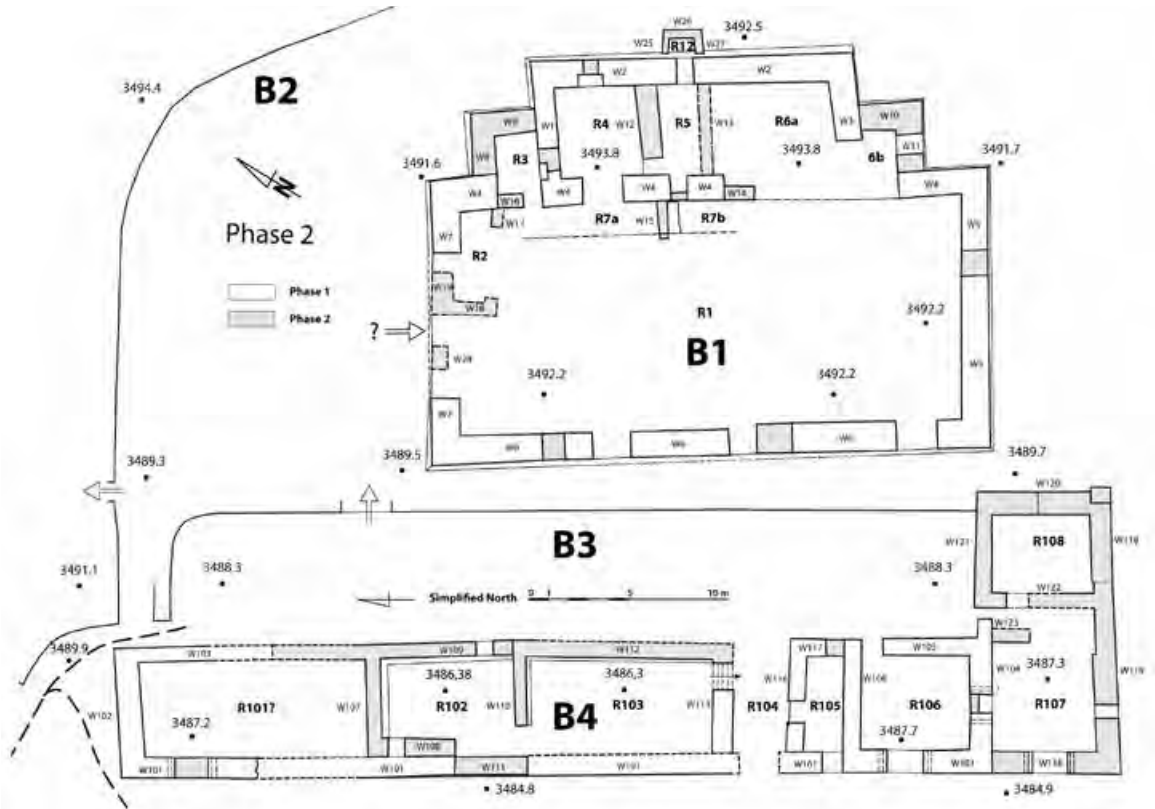 W26
3492.5
W25 R12 W27
W2 W2
3494.4
B2
W1
R4 W12 R5 W13 R6a W3 W10
R3
3493.8 3493.8
6b W11
3491.6 3491.7
W4 W4 W4 W4 W14 W4
W16
R7a W15 R7b
W17
Phase 2
W7 W5
R2
Phase 1
Phase 2
W18
R1
3492.2
?
B1
3492.2 3492.2
W5
W7
W6 W6 W6
3489.3 3489.5 3489.7
W120
B3
W121 R108 W118
3491.1 3488.3 3488.3
Simplified North 0 1 5 10 m
W122
W123
3489.9
W103 W109 W112 W117 W105
W104
W116 W106 3487.3
3486,38 3486,3
W102 R101? W107 R102 W110 R103 W113 R104 R105 R106 R107 W119
B4
3487.2 3487.7
W108
W101 W111 W101 W101 W101 W101
3484.8 3484.9